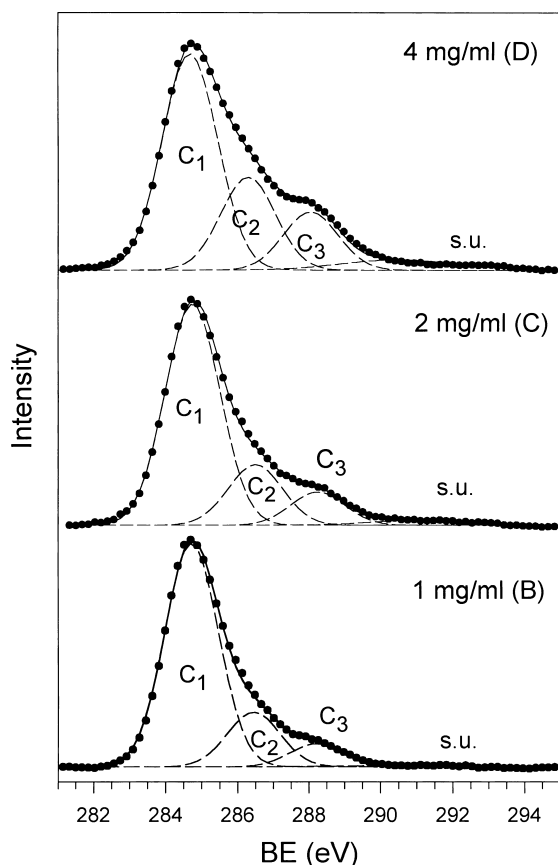 4 mg/ml (D)
C1
C2
C3
s.u.
2 mg/ml (C)
C1
C3
C2
s.u.
Intensity
1 mg/ml (B)
C1
C3
C2
s.u.
282 284 286 288 290 292 294
BE (eV)